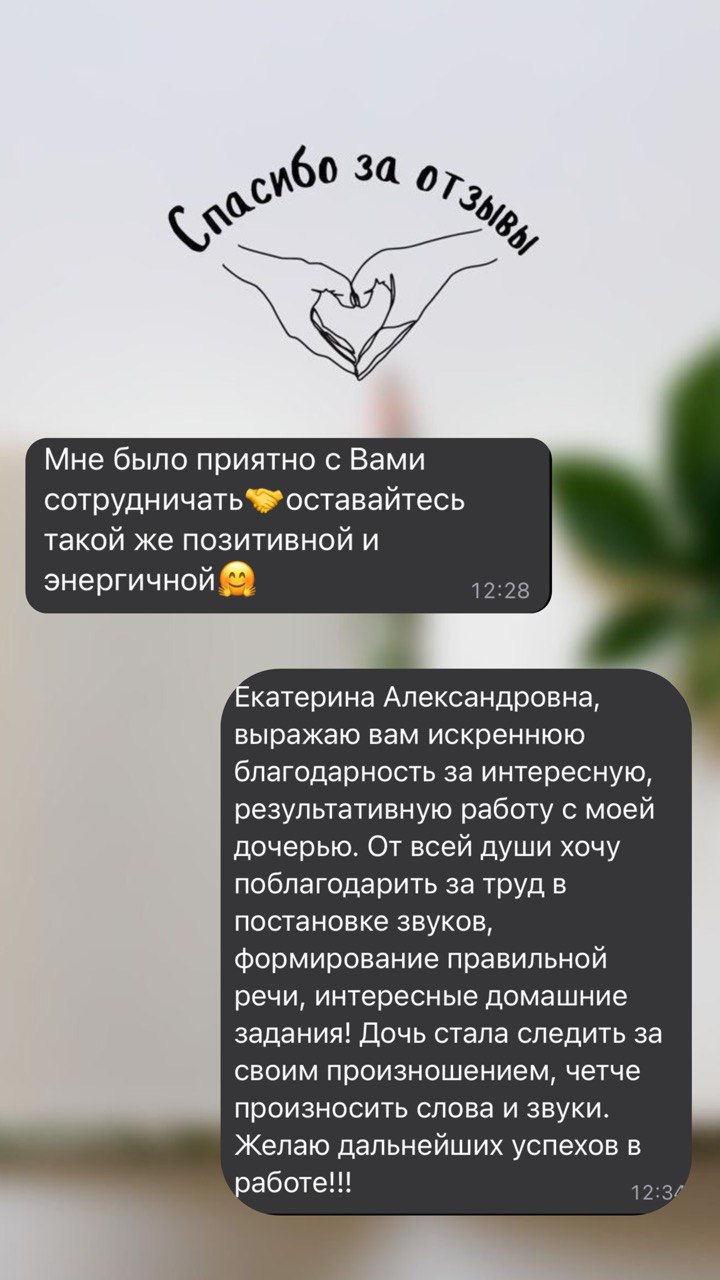 Спасибо за отзывы
Мне было приятно с Вами
сотрудничать🤝оставайтесь
такой же позитивной и
энергичной🤗
12:28
Екатерина Александровна,
выражаю вам искреннюю
благодарность за интересную,
результативную работу с моей
дочерью. От всей души хочу
поблагодарить за труд в
постановке звуков,
формирование правильной
речи, интересные домашние
задания! Дочь стала следить за
своим произношением, четче
произносить слова и звуки.
Желаю дальнейших успехов в
работе!!!
12:34